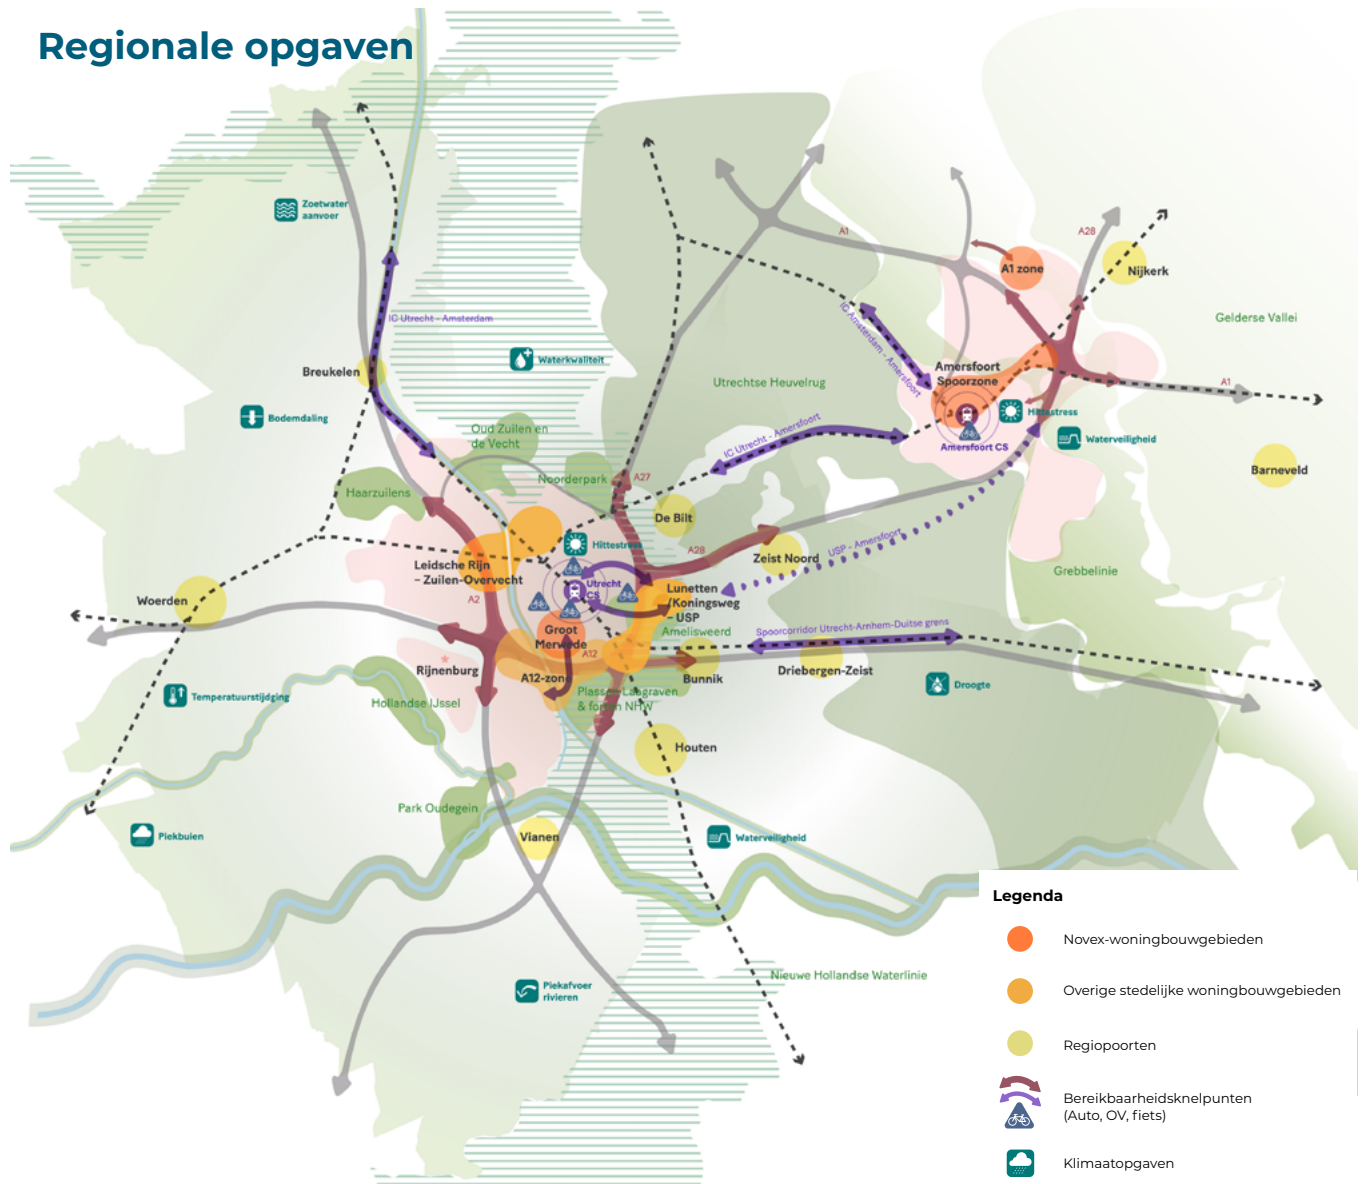 Regionale opgaven
Zoetwater
aanvoer
A1
A28
A1 zone
Nijkerk
IC Utrecht - Amsterdam
IC Amsterdam - Amersfoort
Gelderse Vallei
Waterkwaliteit
Breukelen
Amersfoort
Spoorzone
Utrechtse Heuvelrug
A1
Bodemdaling
Hittestress
IC Utrecht - Amersfoort
Oud Zuilen en
de Vecht
Amersfoort CS
Waterveiligheid
Barneveld
Noorderpark
A27
Haarzuilens
De Bilt
Hittestress
A28
USP - Amersfoort
Zeist Noord
Leidsche Rijn
– Zuilen-Overvecht
Grebbelinie
Utrecht
CS
Lunetten
/Koningsweg
– USP
Woerden
A2
Groot
Merwede
Amelisweerd
Spoorcorridor Utrecht-Arnhem-Duitse grens
A12
*
Rijnenburg
A12-zone
Bunnik
Driebergen-Zeist
Droogte
Temperatuurstijdging
Hollandse IJssel
Plassen Laagraven
& forten NHW
Houten
Park Oudegein
Piekbuien
Vianen
Waterveiligheid
Nieuwe Hollandse Waterlinie
Piekafvoer
rivieren
Legenda
Novex-woningbouwgebieden
Overige stedelijke woningbouwgebieden
Regiopoorten
Bereikbaarheidsknelpunten
(Auto, OV, fiets)
Klimaatopgaven